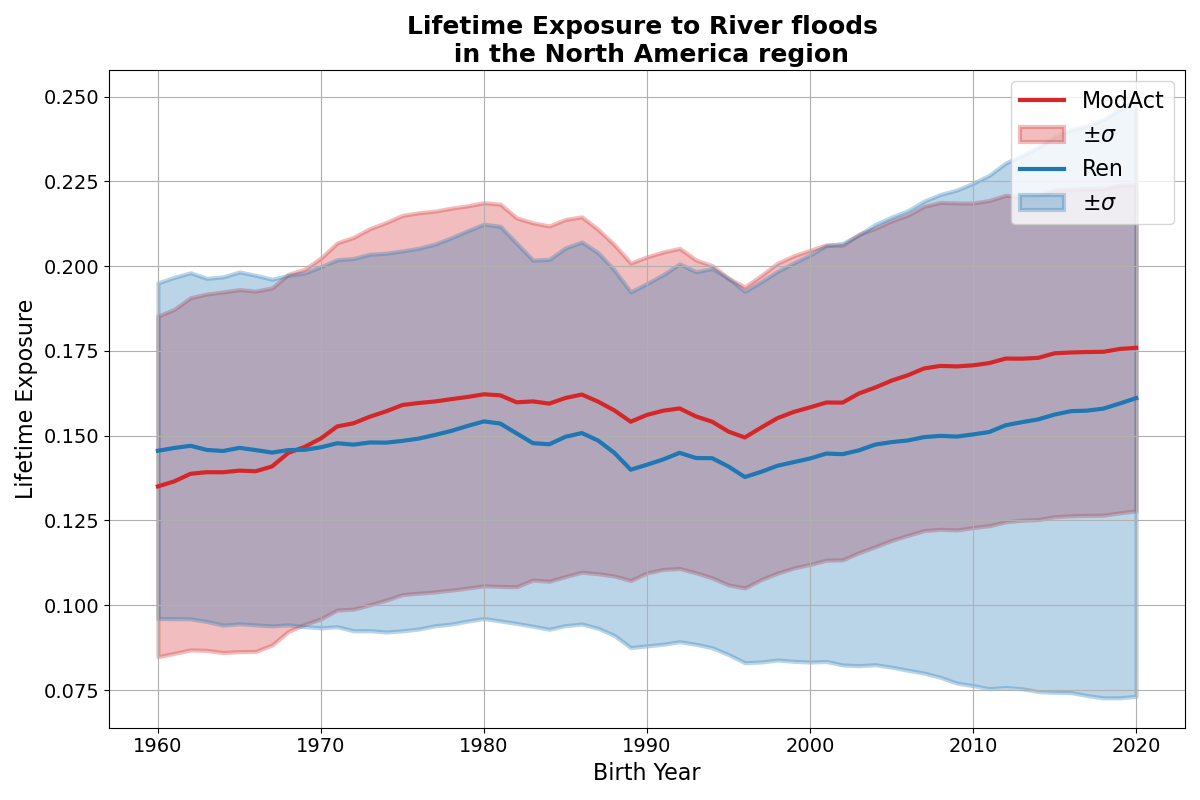 Lifetime Exposure to River floods
in the North America region
0.250
0.225
0.200
0.175
0.150
0.125
0.100
0.075
Lifetime Exposure
ModAct
±σ
Ren
±σ
1960 1970 1980 1990 2000 2010 2020
Birth Year